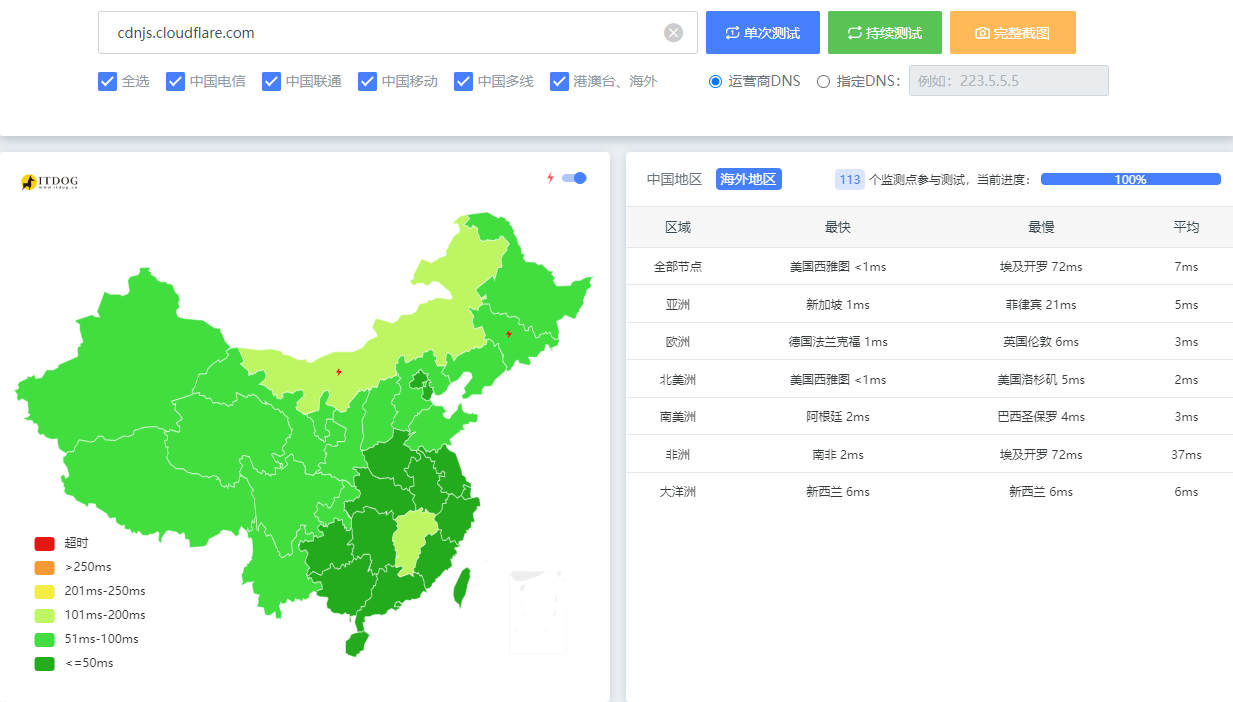 cdnjs.cloudflare.com
单次测试
持续测试
完整截图
全选 中国电信 中国联通 中国移动 中国多线 港澳台、海外 运营商DNS 指定DNS: 例如：223.5.5.5
ITDOG
www.itdog.cn
超时
>250ms
201ms-250ms
101ms-200ms
51ms-100ms
<=50ms
中国地区 海外地区 113 个监测点参与测试，当前进度： 100%
区域 最快 最慢 平均
全部节点 美国西雅图 <1ms 埃及开罗 72ms 7ms
亚洲 新加坡 1ms 菲律宾 21ms 5ms
欧洲 德国法兰克福 1ms 英国伦敦 6ms 3ms
北美洲 美国西雅图 <1ms 美国洛杉矶 5ms 2ms
南美洲 阿根廷 2ms 巴西圣保罗 4ms 3ms
非洲 南非 2ms 埃及开罗 72ms 37ms
大洋洲 新西兰 6ms 新西兰 6ms 6ms